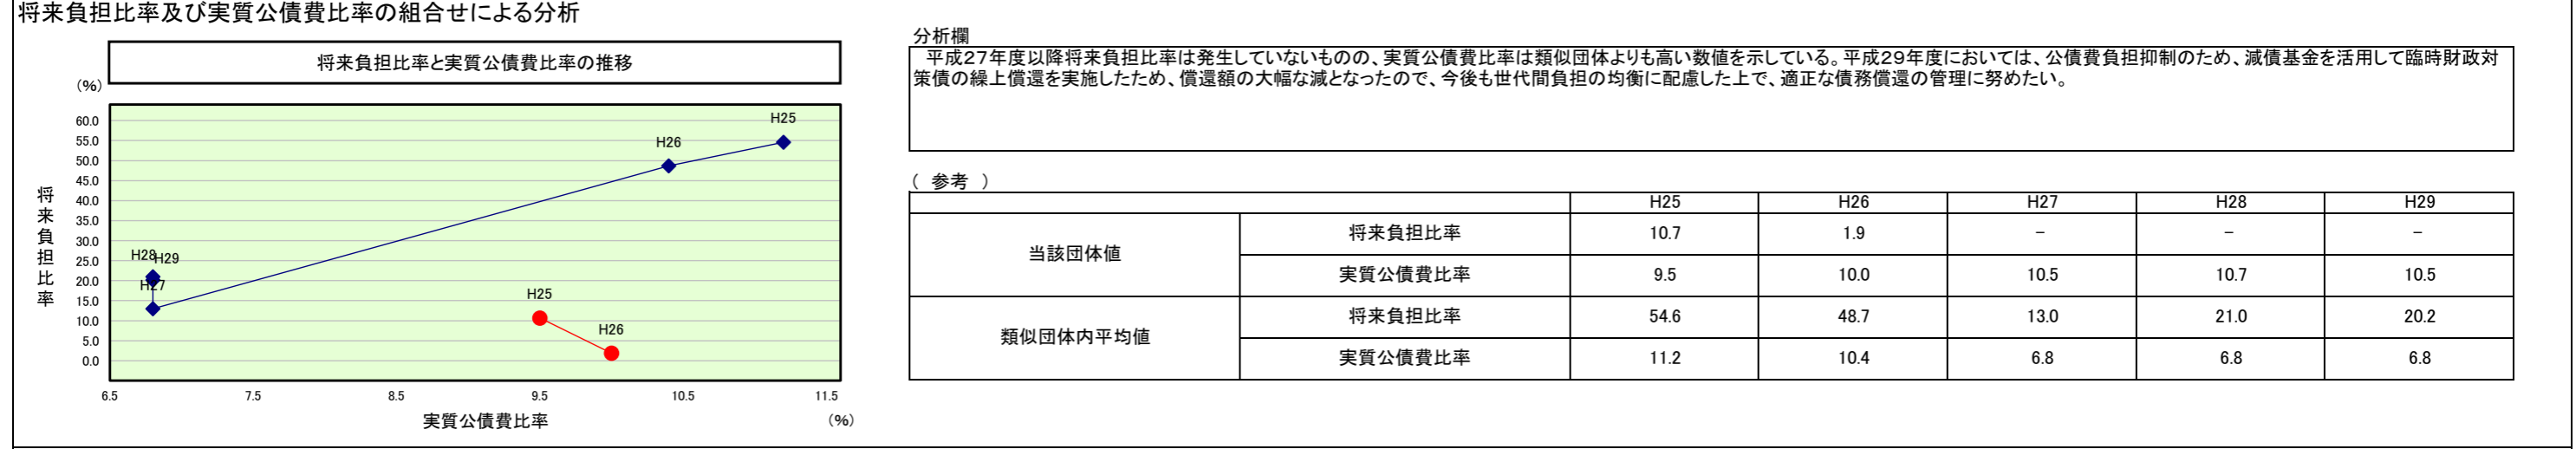 将来負担比率及び実質公債費比率の組合せによる分析
将来負担比率と実質公債費比率の推移
(%)
60.0
55.0
50.0
45.0
40.0
35.0
30.0
25.0
20.0
15.0
10.0
5.0
0.0
将来負担比率
H25
H26
H28
H29
H27
H25
H26
6.5 7.5 8.5 9.5 10.5 11.5
実質公債費比率
(%)
分析欄
平成27年度以降将来負担比率は発生していないものの、実質公債費比率は類似団体よりも高い数値を示している。平成29年度においては、公債費負担抑制のため、減債基金を活用して臨時財政対
策債の繰上償還を実施したため、償還額の大幅な減となったので、今後も世代間負担の均衡に配慮した上で、適正な債務償還の管理に努めたい。
( 参考 )
H25 H26 H27 H28 H29
当該団体値
将来負担比率 10.7 1.9 － － －
実質公債費比率 9.5 10.0 10.5 10.7 10.5
類似団体内平均値
将来負担比率 54.6 48.7 13.0 21.0 20.2
実質公債費比率 11.2 10.4 6.8 6.8 6.8